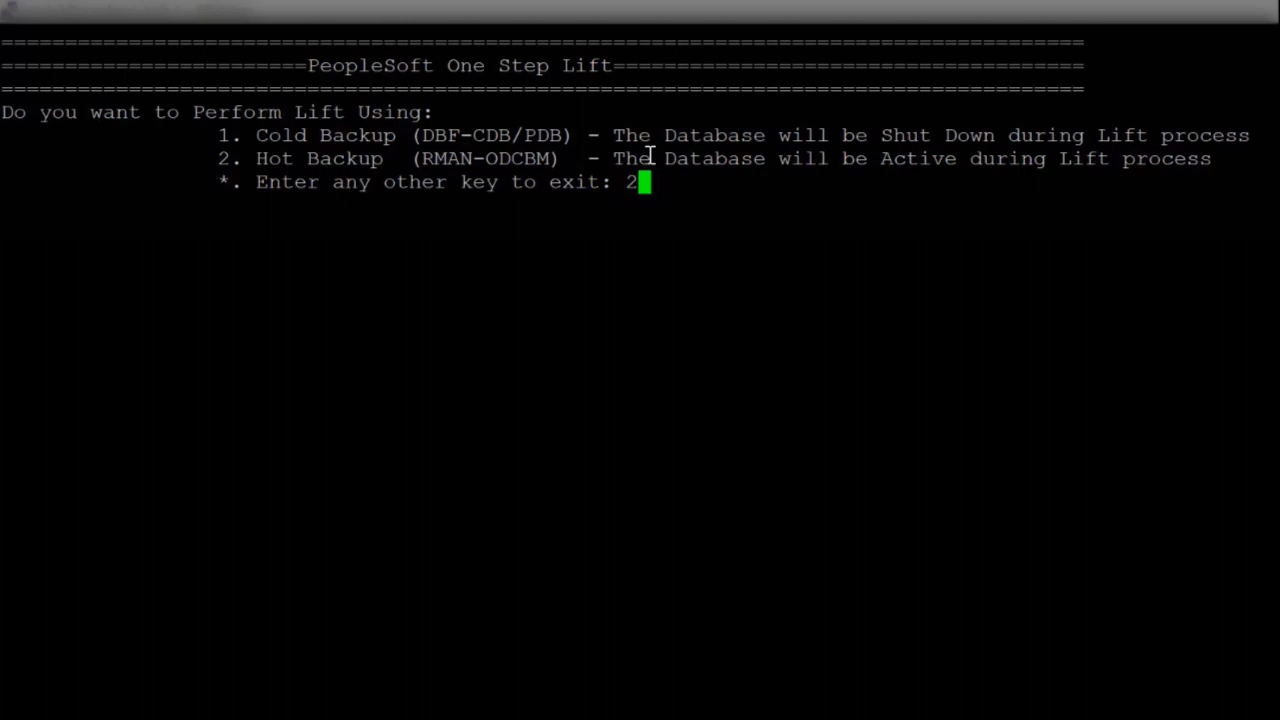 =====================================================================================
========================PeopleSoft One Step Lift=====================================
=====================================================================================
Do you want to Perform Lift Using:
1. Cold Backup (DBF-CDB/PDB) - The Database will be Shut Down during Lift process
2. Hot Backup  (RMAN-ODCBM)  - The Database will be Active during Lift process
*. Enter any other key to exit: 2